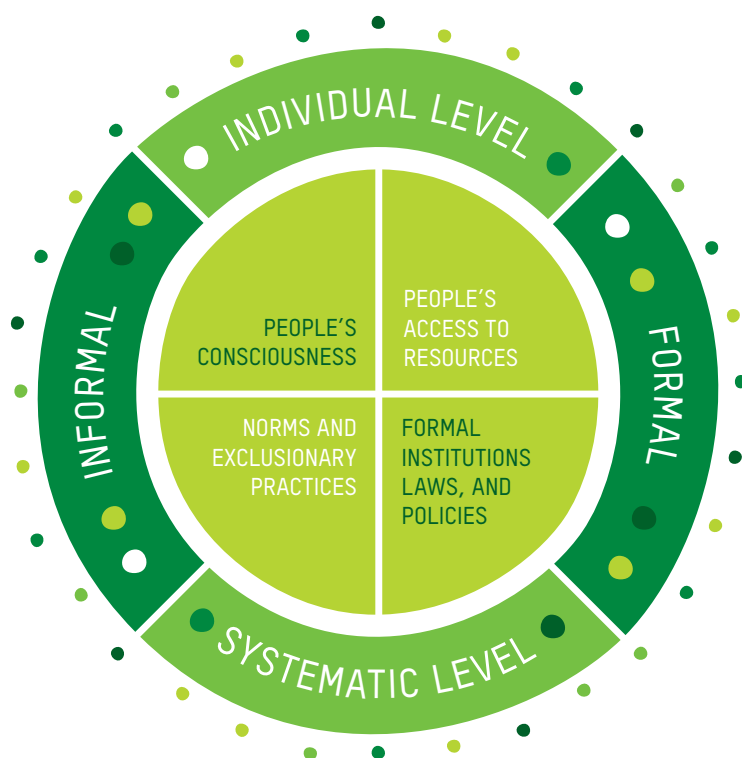 INDIVIDUAL LEVEL
PEOPLE'S
CONSCIOUSNESS
PEOPLE'S
ACCESS TO
RESOURCES
INFORMAL
FORMAL
NORMS AND
EXCLUSIONARY
PRACTICES
FORMAL
INSTITUTIONS
LAWS, AND
POLICIES
SYSTEMATIC LEVEL